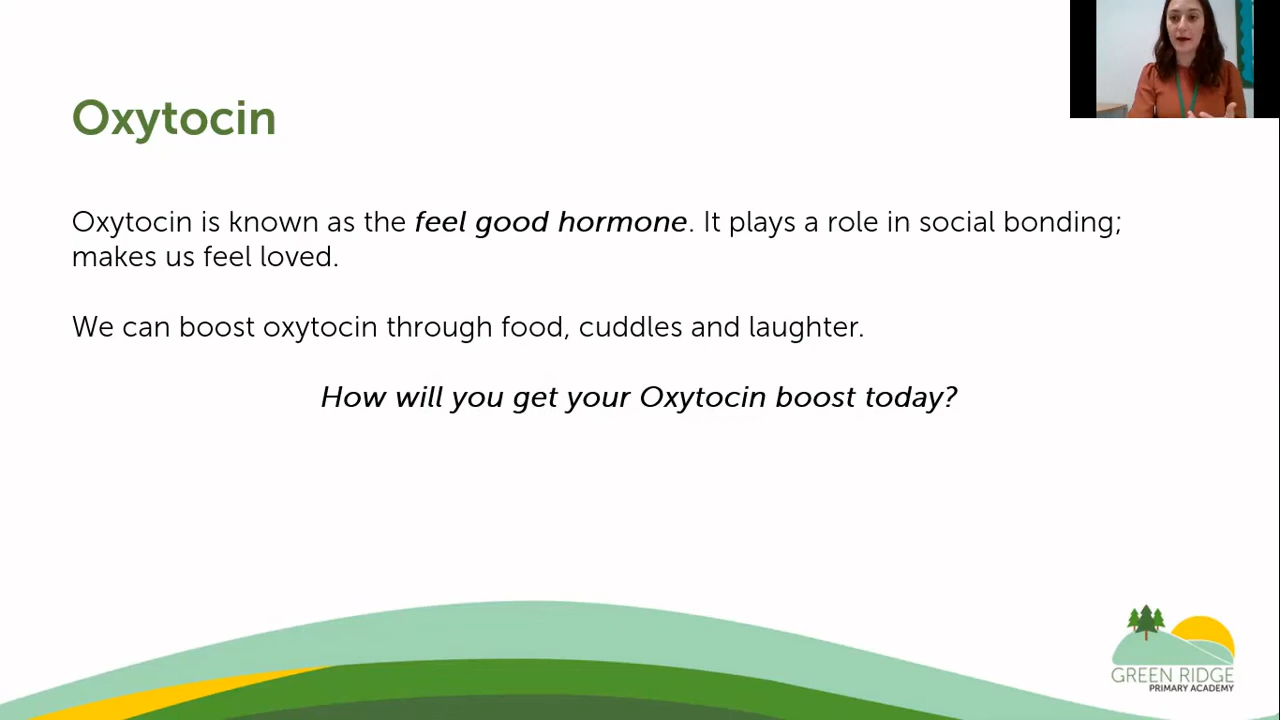 Oxytocin
Oxytocin is known as the feel good hormone. It plays a role in social bonding;
makes us feel loved.
We can boost oxytocin through food, cuddles and laughter.
How will you get your Oxytocin boost today?
GREEN RIDGE
PRIMARY ACADEMY